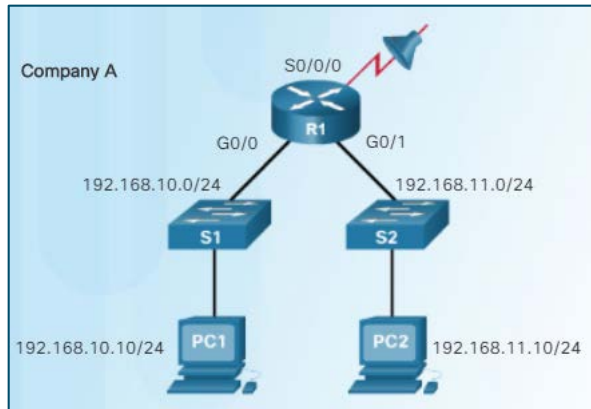 Company A
S0/0/0
R1
G0/0
G0/1
192.168.10.0/24
192.168.11.0/24
S1
S2
192.168.10.10/24
PC1
PC2
192.168.11.10/24